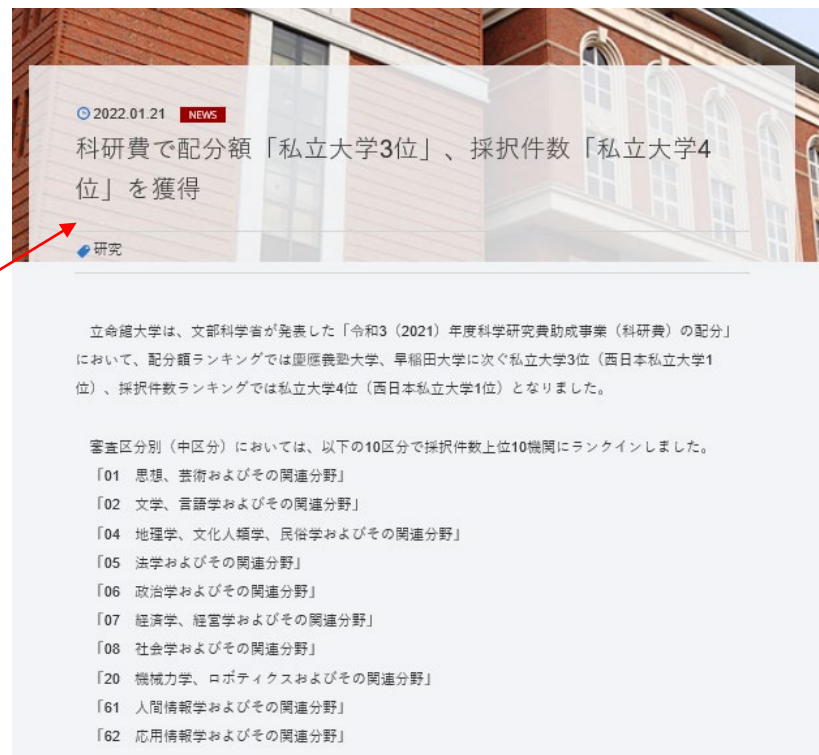 2022.01.21 NEWS
科研費で配分額「私立大学3位」、採択件数「私立大学4
位」を獲得
研究
立命館大学は、文部科学省が発表した「令和3（2021）年度科学研究費助成事業（科研費）の配分」
において、配分額ランキングでは慶應義塾大学、早稲田大学に次ぐ私立大学3位（西日本私立大学1
位）、採択件数ランキングでは私立大学4位（西日本私立大学1位）となりました。
審査区分別（中区分）においては、以下の10区分で採択件数上位10機関にランクインしました。
「01　思想、芸術およびその関連分野」
「02　文学、言語学およびその関連分野」
「04　地理学、文化人類学、民俗学およびその関連分野」
「05　法学およびその関連分野」
「06　政治学およびその関連分野」
「07　経済学、経営学およびその関連分野」
「08　社会学およびその関連分野」
「20　機械力学、ロボティクスおよびその関連分野」
「61　人間情報学およびその関連分野」
「62　応用情報学およびその関連分野」